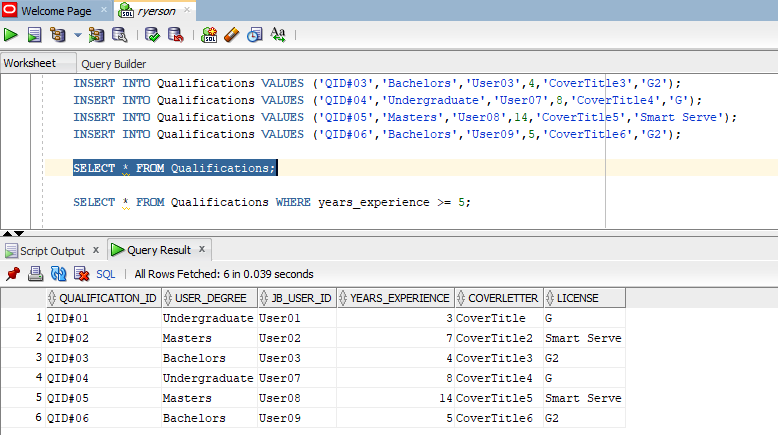 Welcome Page × ryerson ×
SQL Aa
Worksheet Query Builder
INSERT INTO Qualifications VALUES ('QID#03','Bachelors','User03',4,'CoverTitle3','G2');
INSERT INTO Qualifications VALUES ('QID#04','Undergraduate','User07',8,'CoverTitle4','G');
INSERT INTO Qualifications VALUES ('QID#05','Masters','User08',14,'CoverTitle5','Smart Serve');
INSERT INTO Qualifications VALUES ('QID#06','Bachelors','User09',5,'CoverTitle6','G2');
SELECT * FROM Qualifications;
SELECT * FROM Qualifications WHERE years_experience >= 5;
Script Output × Query Result ×
SQL | All Rows Fetched: 6 in 0.039 seconds
QUALIFICATION_ID USER_DEGREE JB_USER_ID YEARS_EXPERIENCE COVERLETTER LICENSE
1 QID#01 Undergraduate User01 3 CoverTitle G
2 QID#02 Masters User02 7 CoverTitle2 Smart Serve
3 QID#03 Bachelors User03 4 CoverTitle3 G2
4 QID#04 Undergraduate User07 8 CoverTitle4 G
5 QID#05 Masters User08 14 CoverTitle5 Smart Serve
6 QID#06 Bachelors User09 5 CoverTitle6 G2